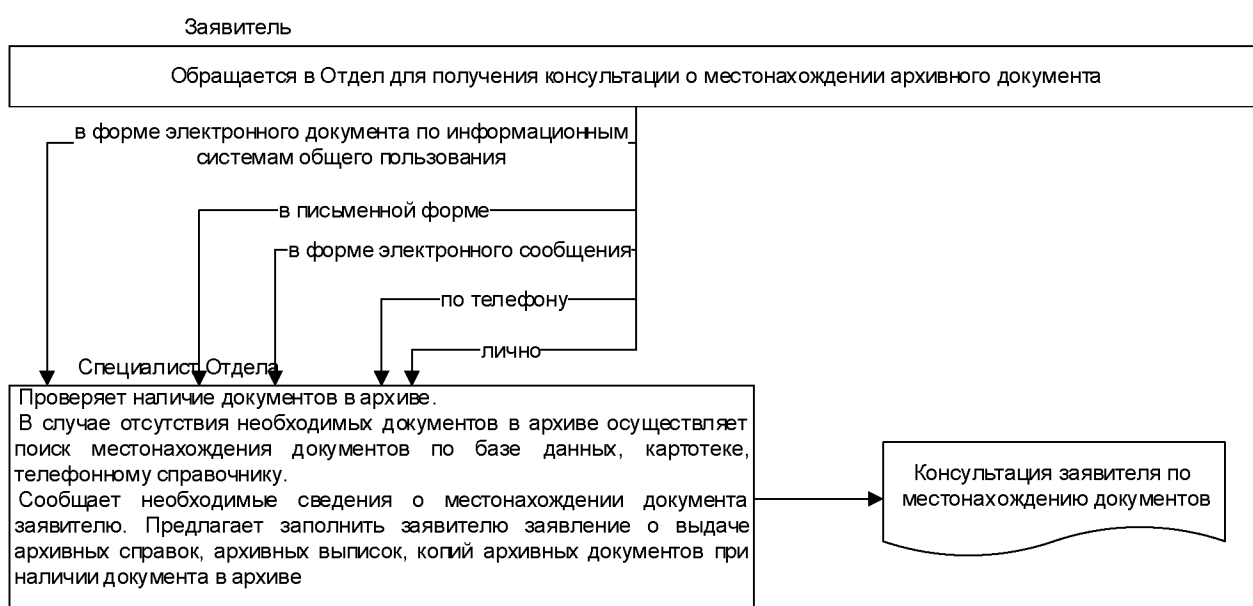 Заявитель
Обращается в Отдел для получения консультации о местонахождении архивного документа
в форме электронного документа по информационным
системам общего пользования
в письменной форме
в форме электронного сообщения
по телефону
лично
Специалист Отдела
Проверяет наличие документов в архиве.
В случае отсутствия необходимых документов в архиве осуществляет
поиск местонахождения документов по базе данных, картотеке,
телефонному справочнику.
Сообщает необходимые сведения о местонахождении документа
заявителю. Предлагает заполнить заявителю заявление о выдаче
архивных справок, архивных выписок, копий архивных документов при
наличии документа в архиве
Консультация заявителя по
местонахождению документов